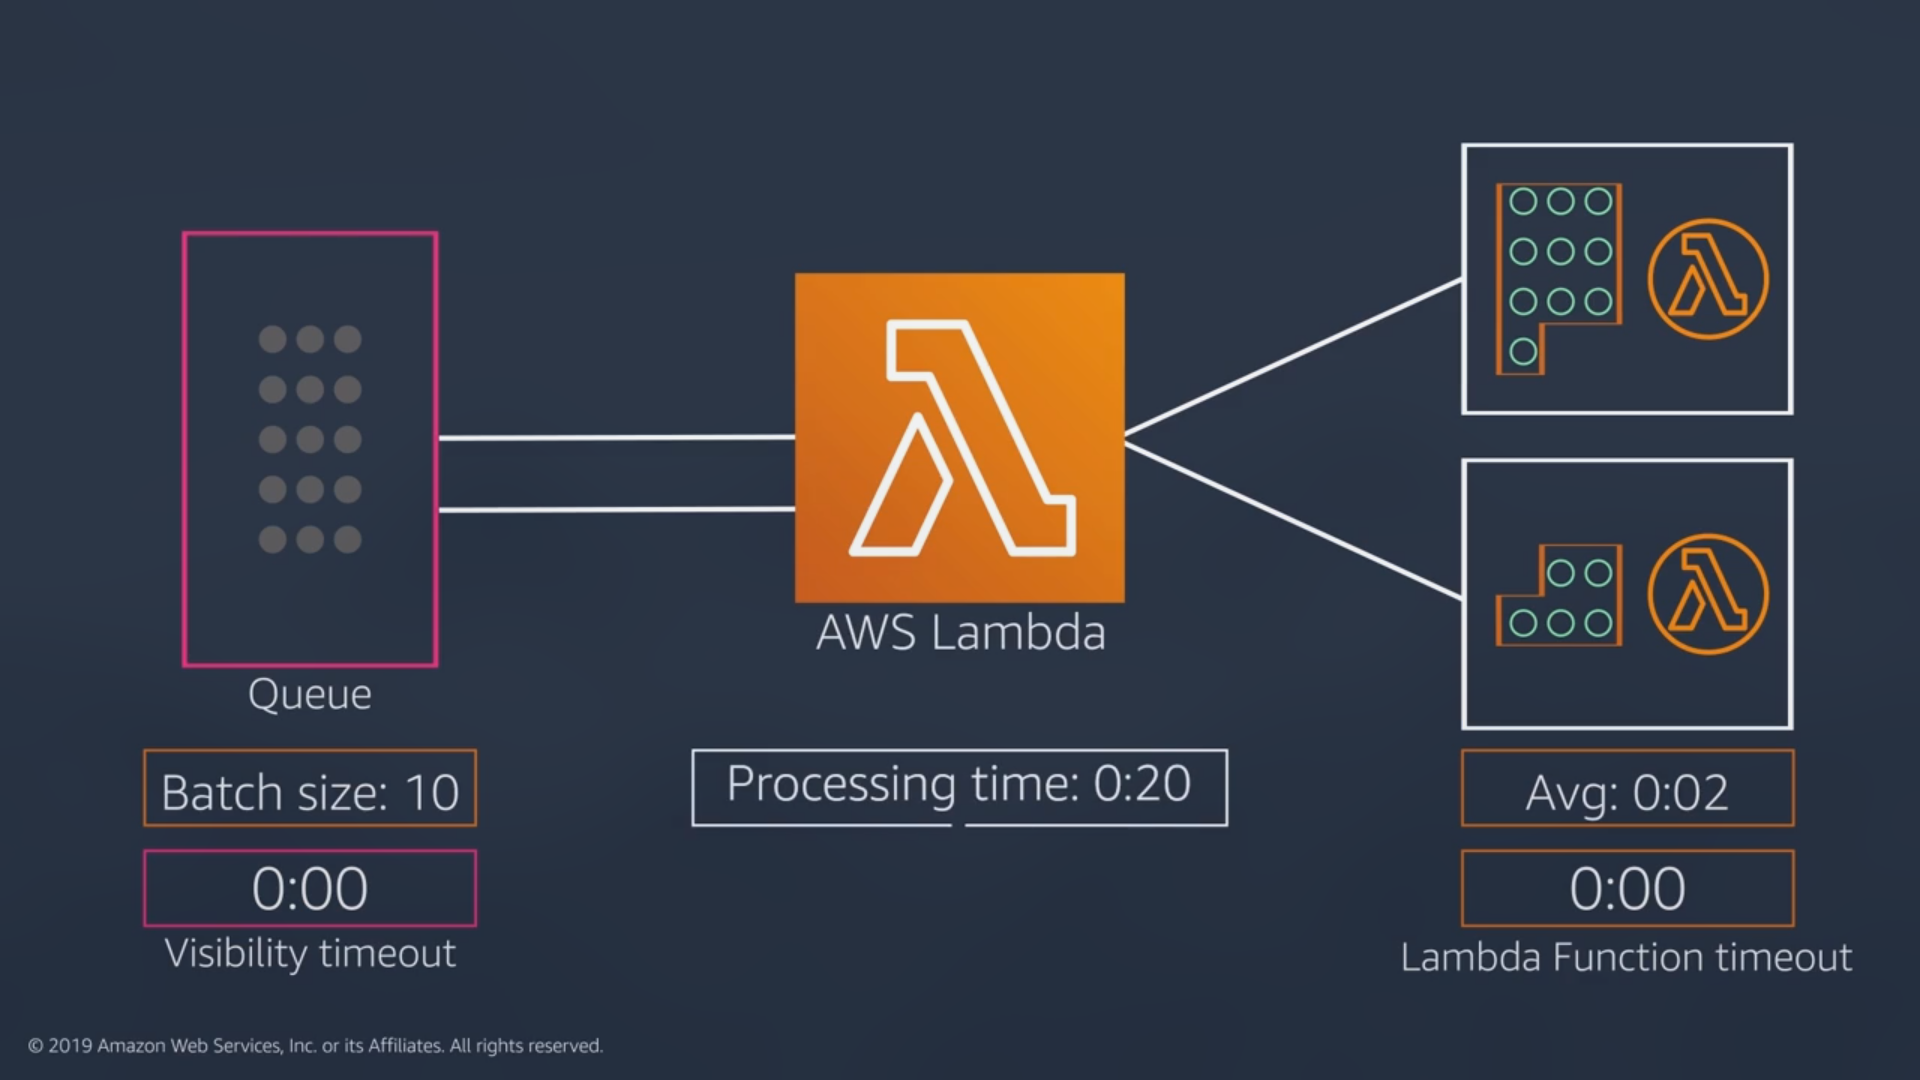 Queue
Batch size: 10
0:00
Visibility timeout
AWS Lambda
Processing time: 0:20
Avg: 0:02
0:00
Lambda Function timeout
© 2019 Amazon Web Services, Inc. or its Affiliates. All rights reserved.